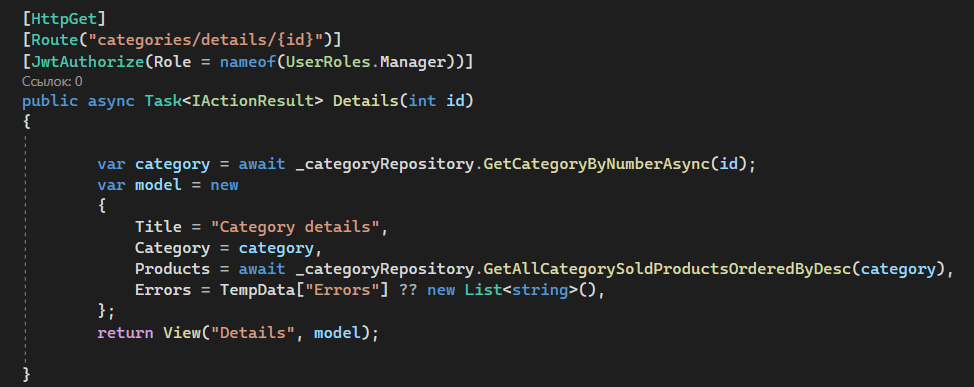 [HttpGet]
[Route("categories/details/{id}")]
[JwtAuthorize(Role = nameof(UserRoles.Manager))]
Ссылок: 0
public async Task<IActionResult> Details(int id)
{
var category = await _categoryRepository.GetCategoryByNumberAsync(id);
var model = new
{
Title = "Category details",
Category = category,
Products = await _categoryRepository.GetAllCategorySoldProductsOrderedByDesc(category),
Errors = TempData["Errors"] ?? new List<string>(),
};
return View("Details", model);
}